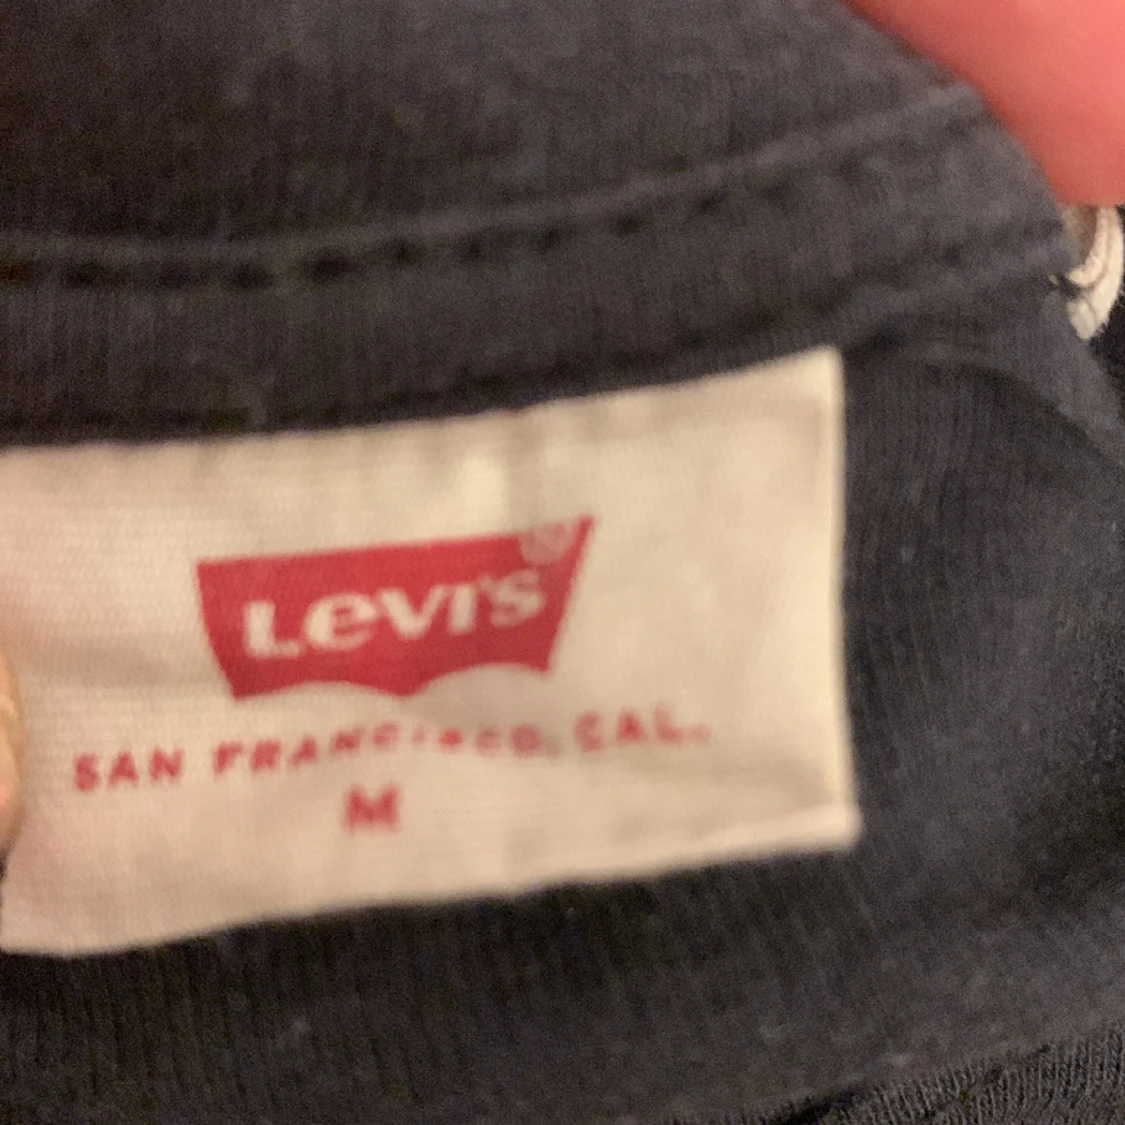 Levi's ®
SAN FRANCISCO, CAL.
M